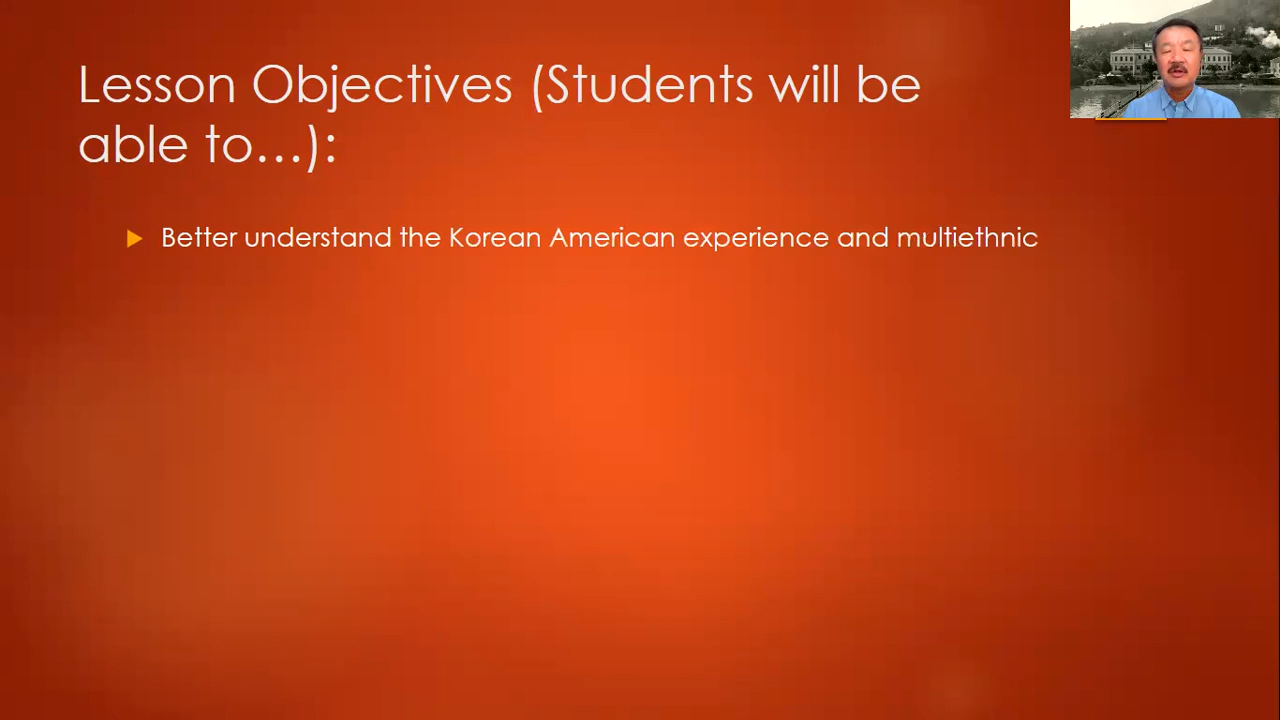 Lesson Objectives (Students will be
able to…):
Better understand the Korean American experience and multiethnic